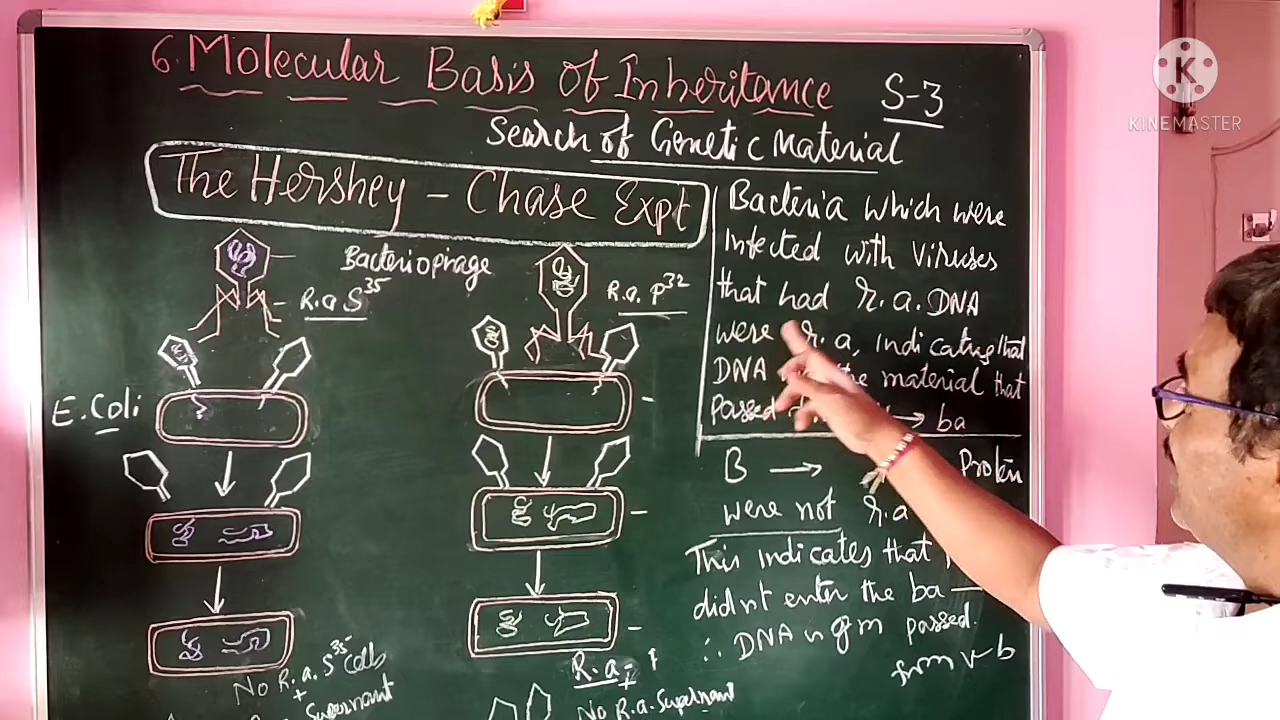 6. Molecular Basis of Inheritance
S-3
Search of Genetic Material
The Hershey - Chase Expt
KINEMASTER
Bacteriophage
R.a S35
R.a. P32
E.Coli
No R.a. S35 Cells
+
Supernant
R.a-
No R.a. Supernant
Bacteria which were
Infected with viruses
that had r.a. DNA
were r.a, indicating that
DNA the material that
passed → ba
B → Protein
were not r.a
This indicates that
didnt enter the ba —
∴ DNA is gm passed.
from v-b